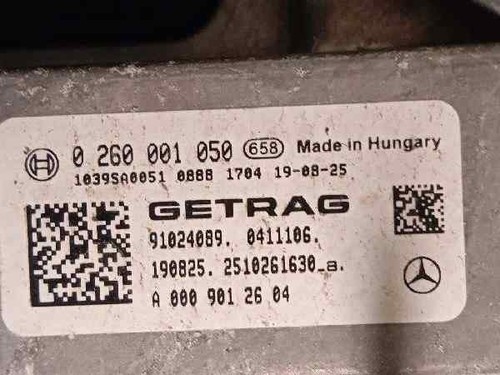 0 260 001 050 658 Made in Hungary
1039SA0051 0888 1704 19-08-25
GETRAG
91024089. 0411106.
190825. 2510261630_a.
A 000 901 26 04